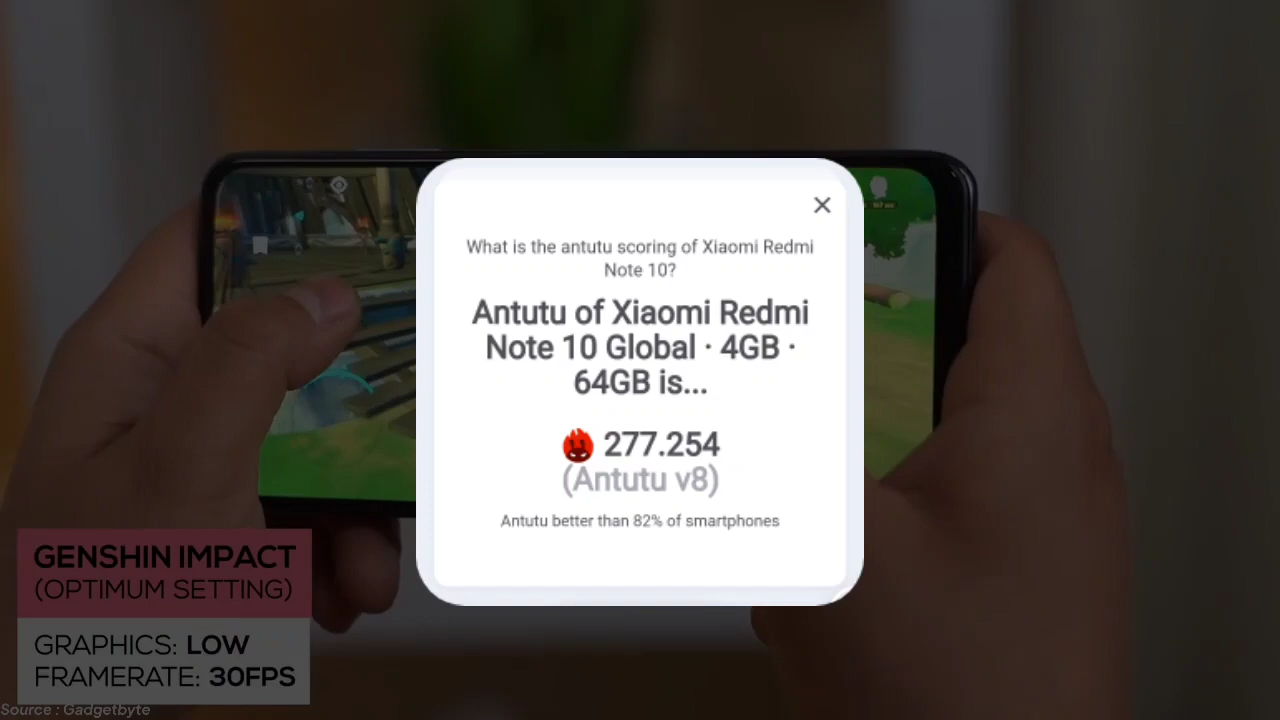 What is the antutu scoring of Xiaomi Redmi
Note 10?
Antutu of Xiaomi Redmi
Note 10 Global · 4GB ·
64GB is...
277.254
(Antutu v8)
Antutu better than 82% of smartphones
GENSHIN IMPACT
(OPTIMUM SETTING)
GRAPHICS: LOW
FRAMERATE: 30FPS
Source : Gadgetbyte